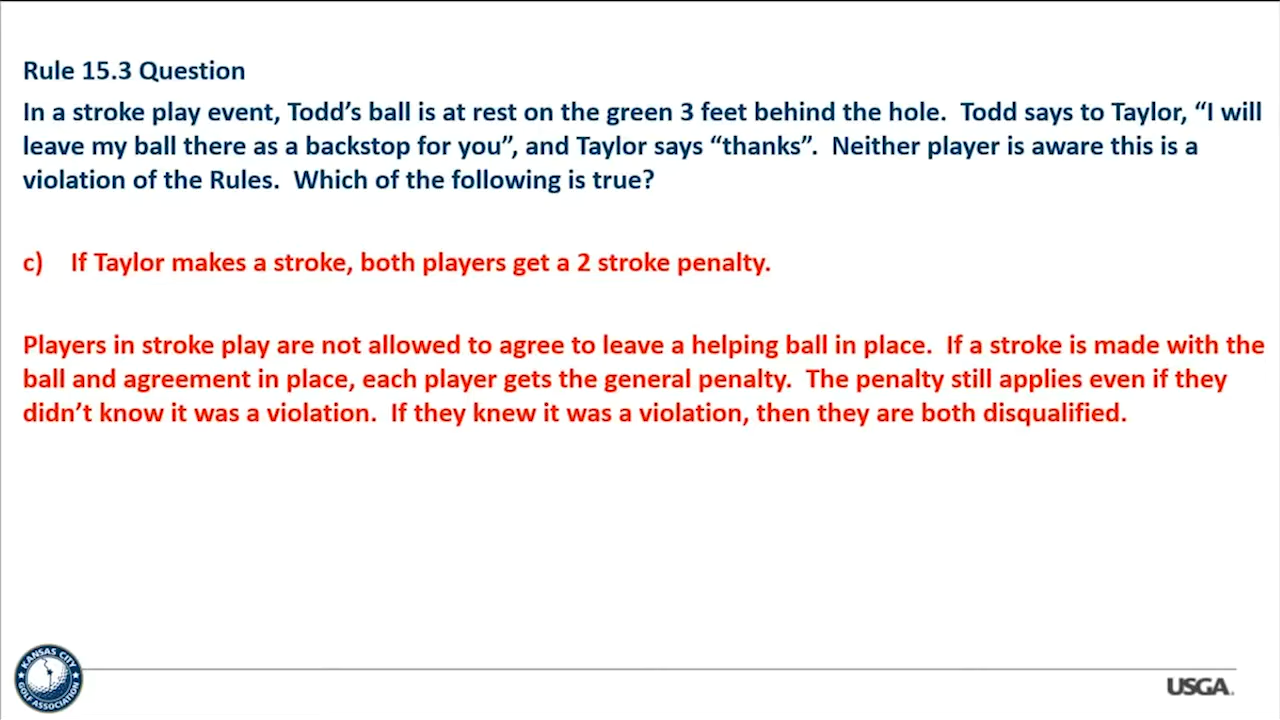 Rule 15.3 Question
In a stroke play event, Todd’s ball is at rest on the green 3 feet behind the hole.  Todd says to Taylor, “I will
leave my ball there as a backstop for you”, and Taylor says “thanks”.  Neither player is aware this is a
violation of the Rules.  Which of the following is true?
c) If Taylor makes a stroke, both players get a 2 stroke penalty.
Players in stroke play are not allowed to agree to leave a helping ball in place.  If a stroke is made with the
ball and agreement in place, each player gets the general penalty.  The penalty still applies even if they
didn’t know it was a violation.  If they knew it was a violation, then they are both disqualified.
KANSAS CITY
GOLF ASSOCIATION
USGA.